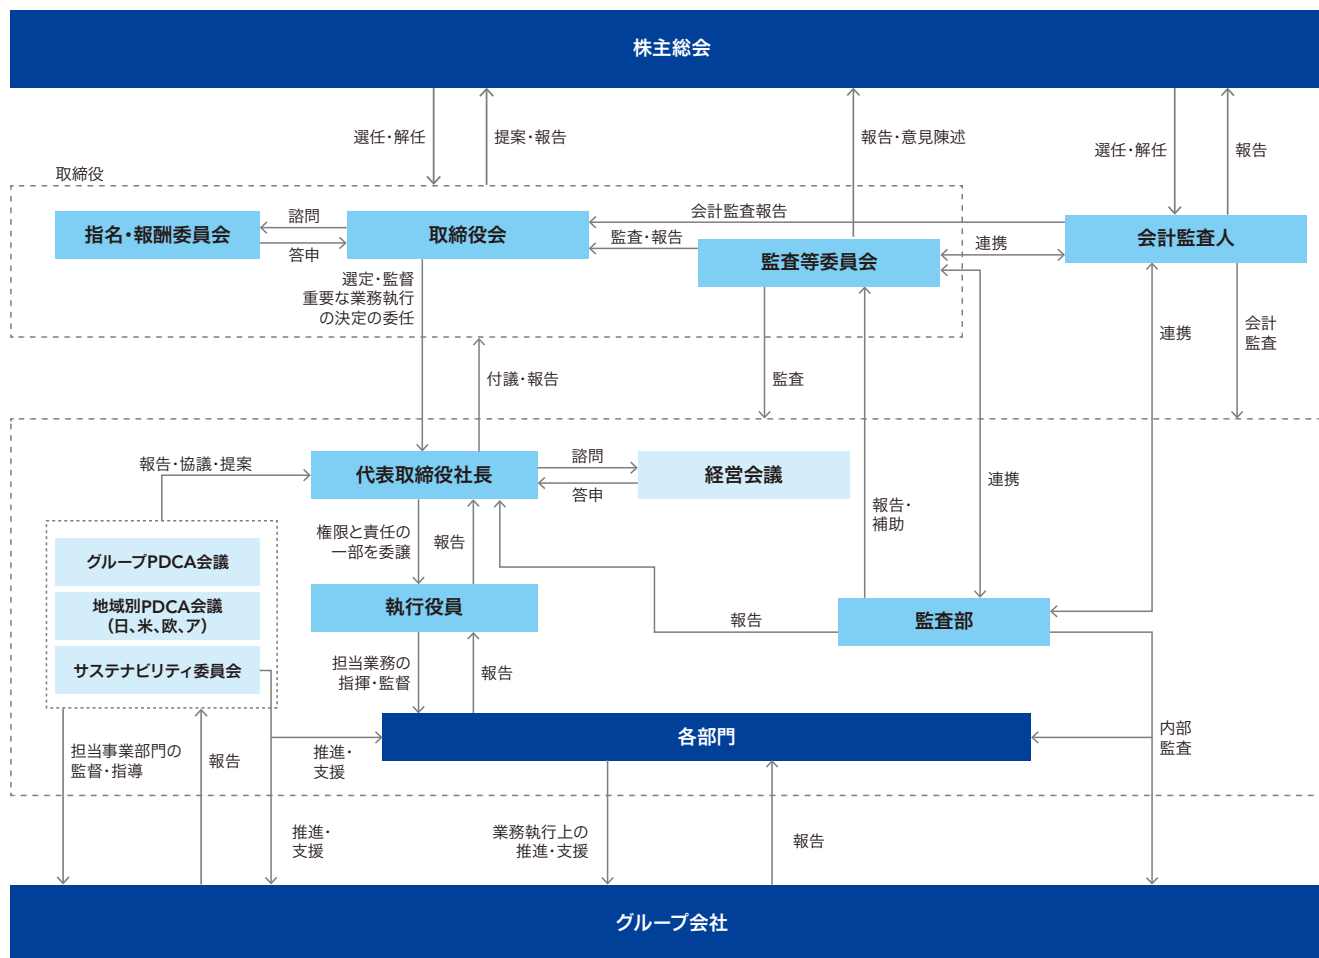 株主総会
選任・解任
提案・報告
報告・意見陳述
選任・解任
報告
取締役
指名・報酬委員会
諮問
答申
取締役会
会計監査報告
監査・報告
監査等委員会
連携
会計監査人
選定・監督
重要な業務執行
の決定の委任
付議・報告
監査
連携
会計
監査
報告・協議・提案
代表取締役社長
諮問
答申
経営会議
報告・
補助
連携
グループPDCA会議
地域別PDCA会議
（日、米、欧、ア）
サステナビリティ委員会
権限と責任の
一部を委譲
報告
執行役員
報告
監査部
担当業務の
指揮・監督
報告
各部門
内部
監査
担当事業部門の
監督・指導
報告
推進・
支援
推進・
支援
業務執行上の
推進・支援
報告
グループ会社